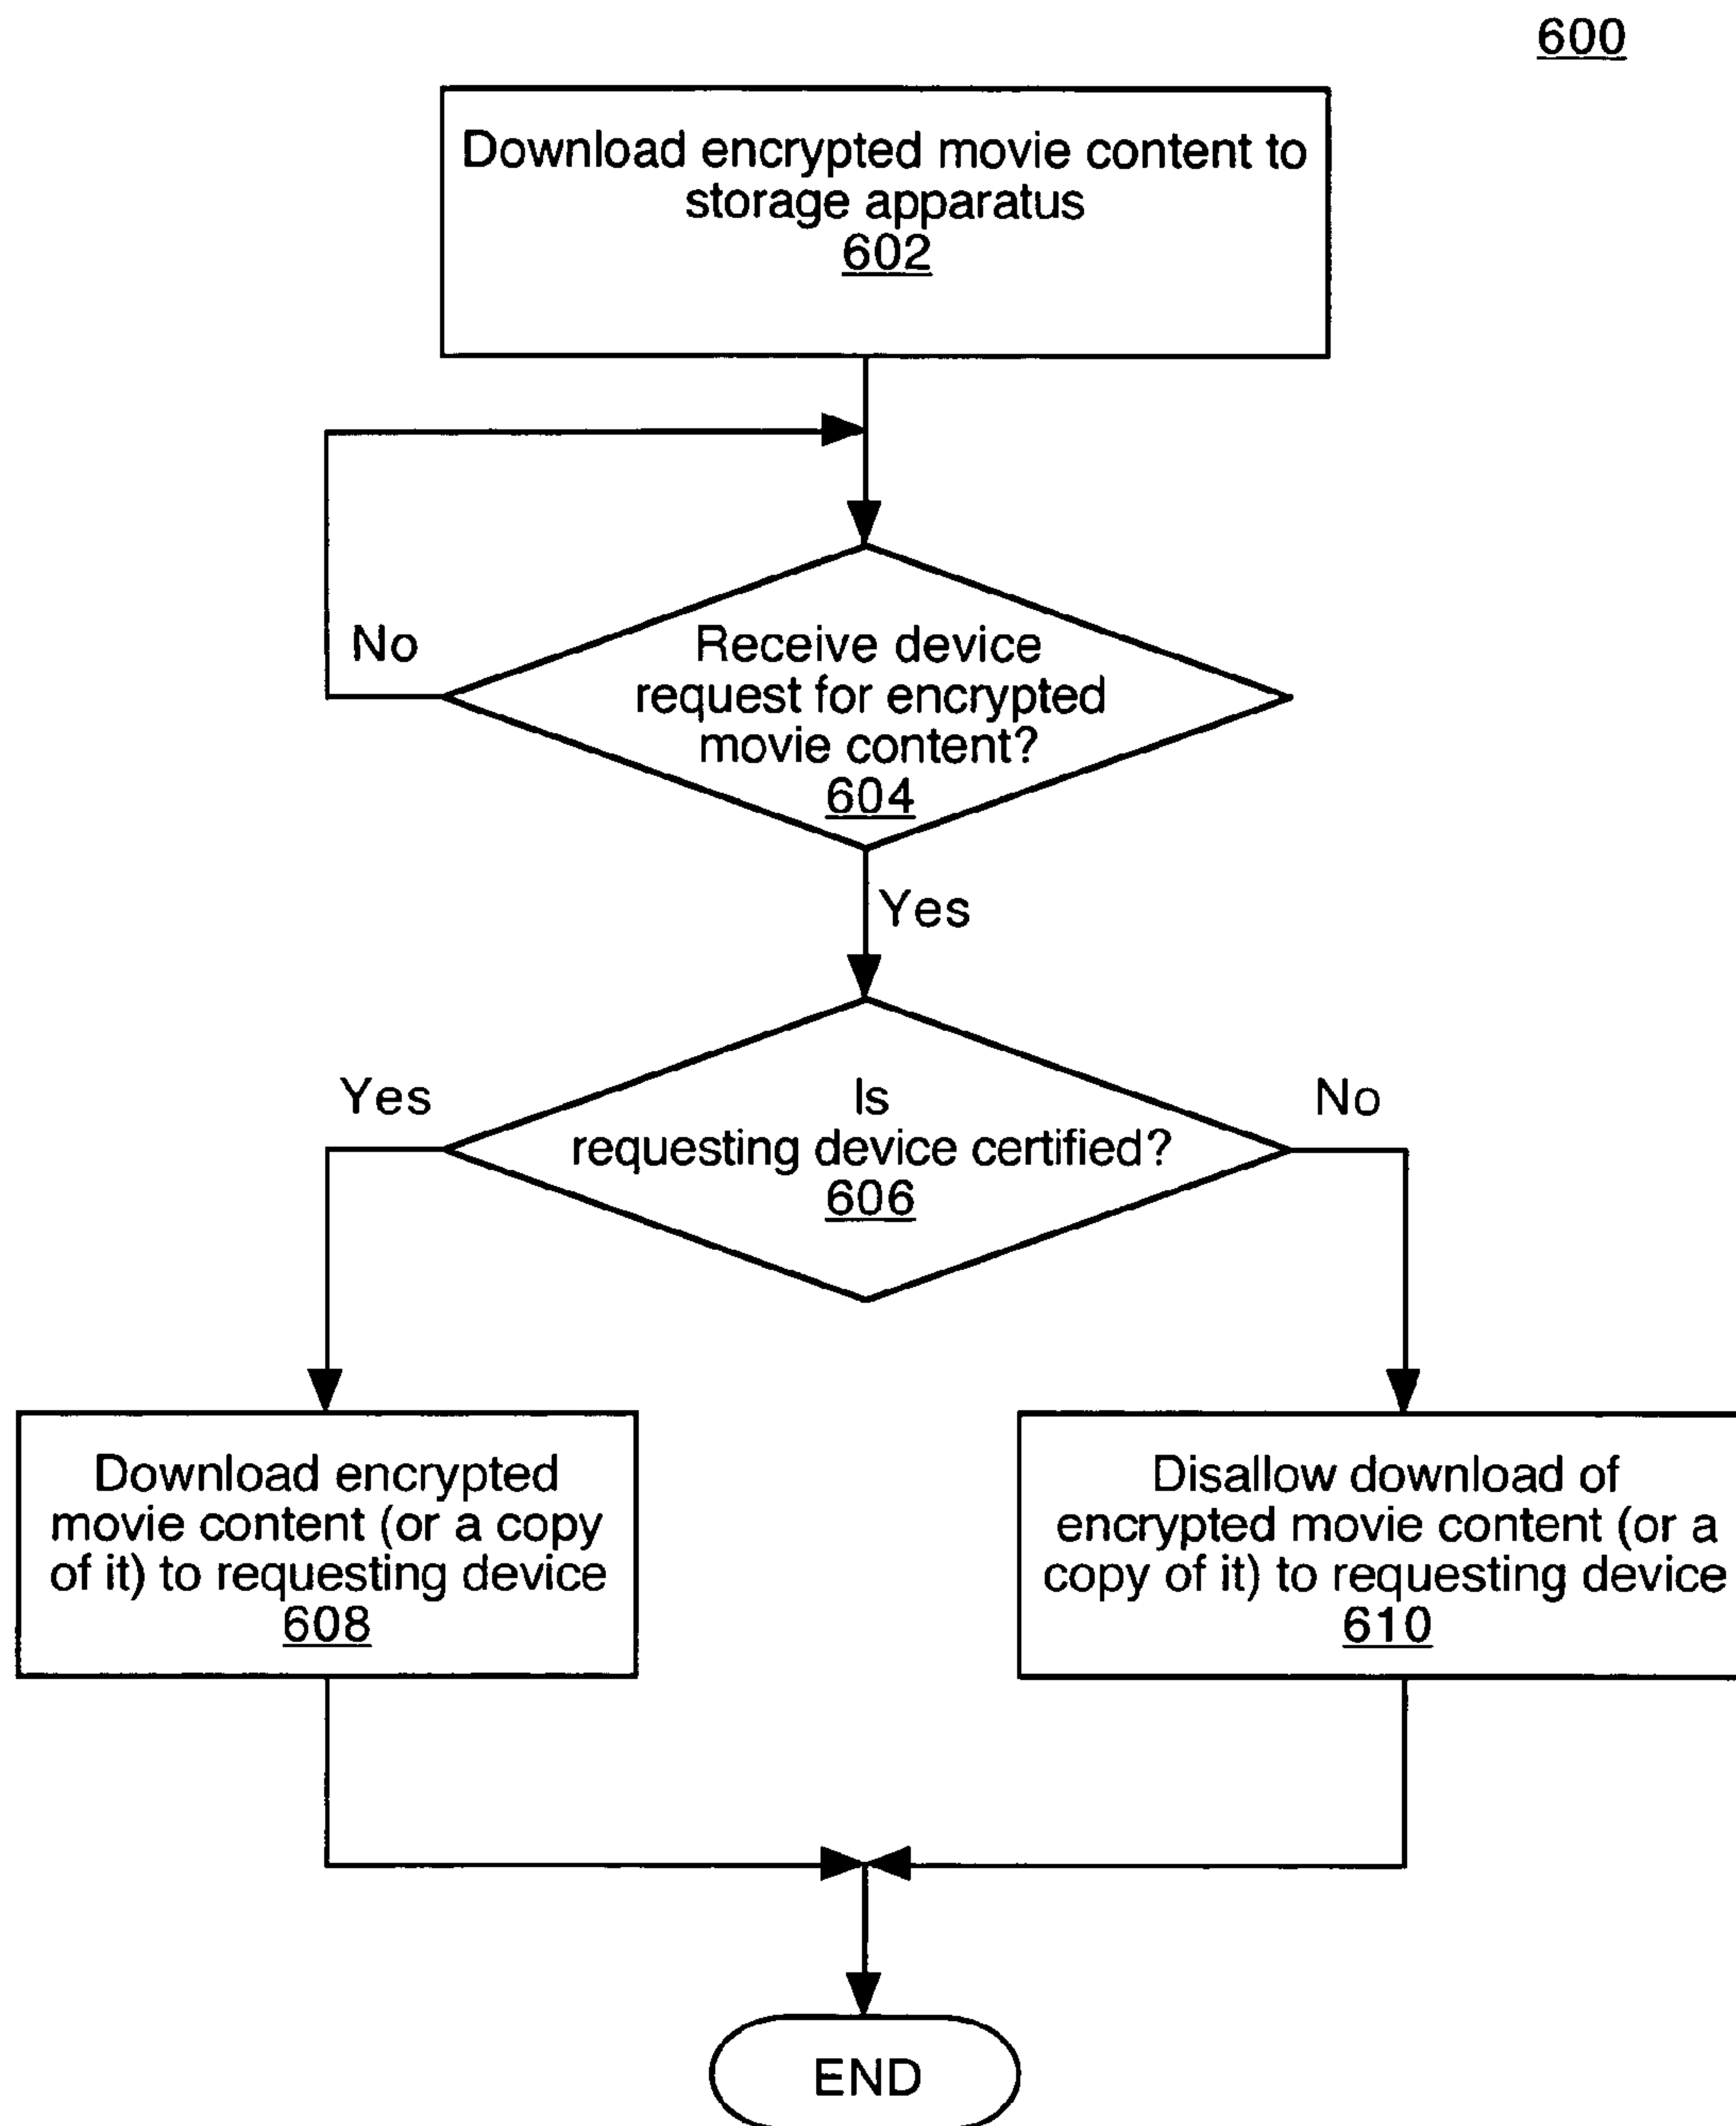 600
Download encrypted movie content to
storage apparatus
602
No
Receive device
request for encrypted
movie content?
604
Yes
Yes
Is
requesting device certified?
606
No
Download encrypted
movie content (or a copy
of it) to requesting device
608
Disallow download of
encrypted movie content (or a
copy of it) to requesting device
610
END